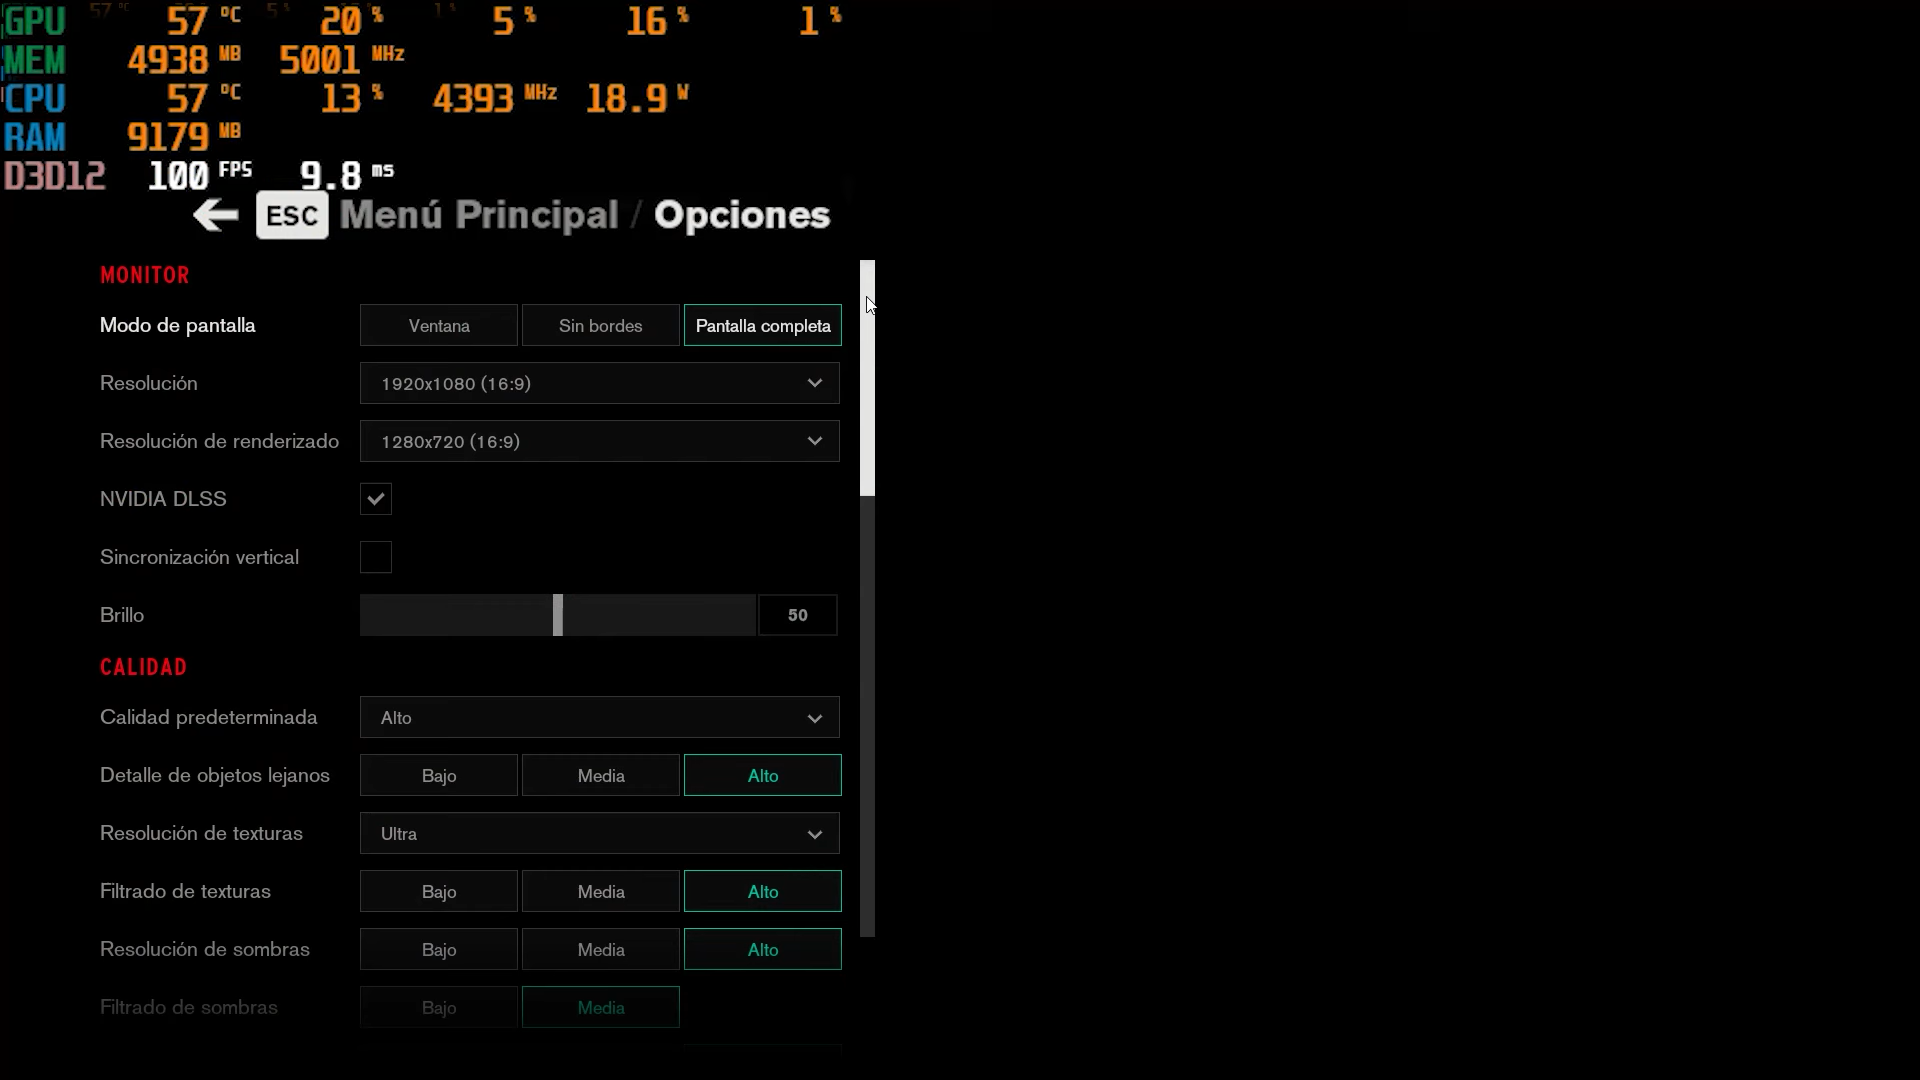 GPU 57 °C 20 % 5 % 16 % 1 %
MEM 4938 MB 5001 MHz
CPU 57 °C 13 % 4393 MHz 18.9 W
RAM 9179 MB
D3D12 100 FPS 9.8 ms
ESC Menú Principal / Opciones
MONITOR
Modo de pantalla Ventana Sin bordes Pantalla completa
Resolución 1920x1080 (16:9)
Resolución de renderizado 1280x720 (16:9)
NVIDIA DLSS
Sincronización vertical
Brillo 50
CALIDAD
Calidad predeterminada Alto
Detalle de objetos lejanos Bajo Media Alto
Resolución de texturas Ultra
Filtrado de texturas Bajo Media Alto
Resolución de sombras Bajo Media Alto
Filtrado de sombras Bajo Media